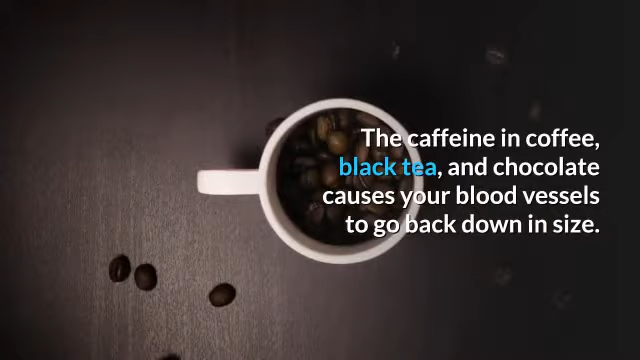 The caffeine in coffee,
black tea, and chocolate
causes your blood vessels
to go back down in size.